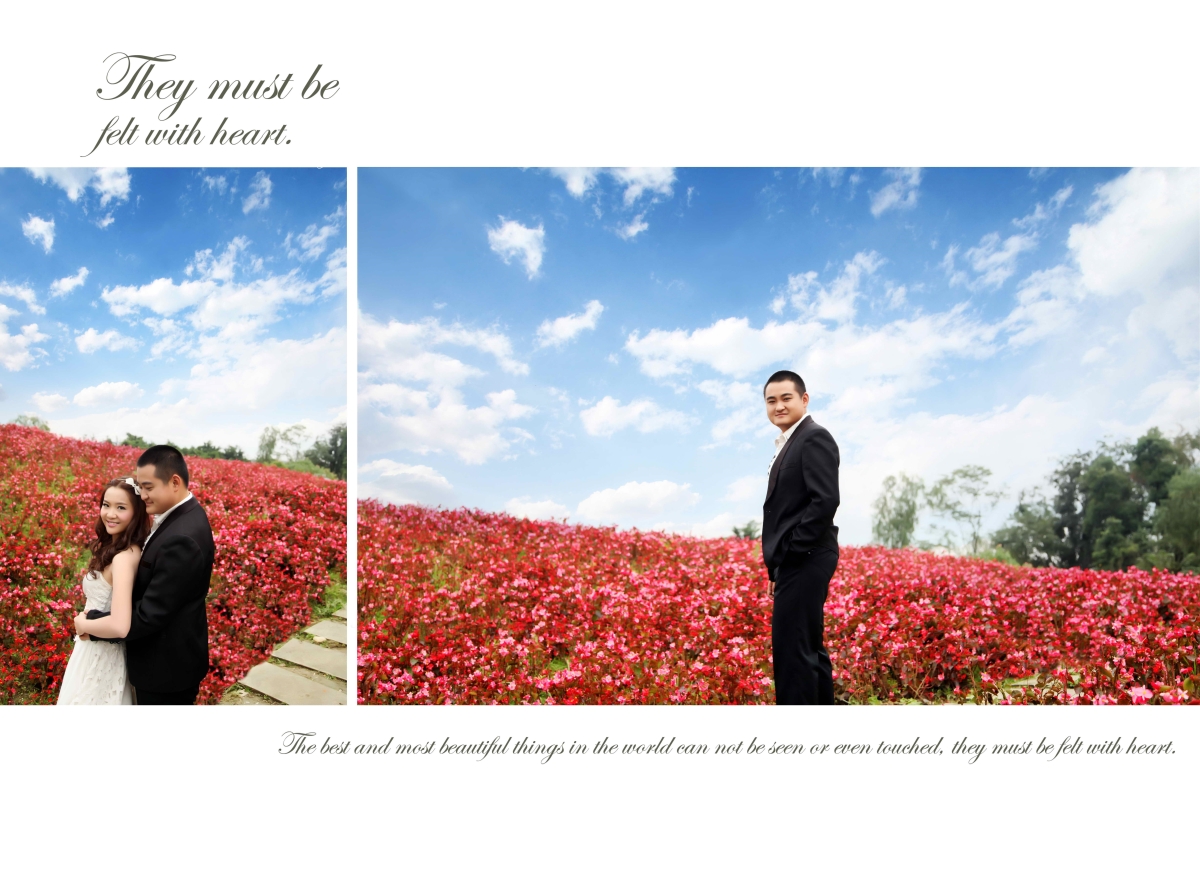 They must be
felt with heart.
The best and most beautiful things in the world can not be seen or even touched, they must be felt with heart.